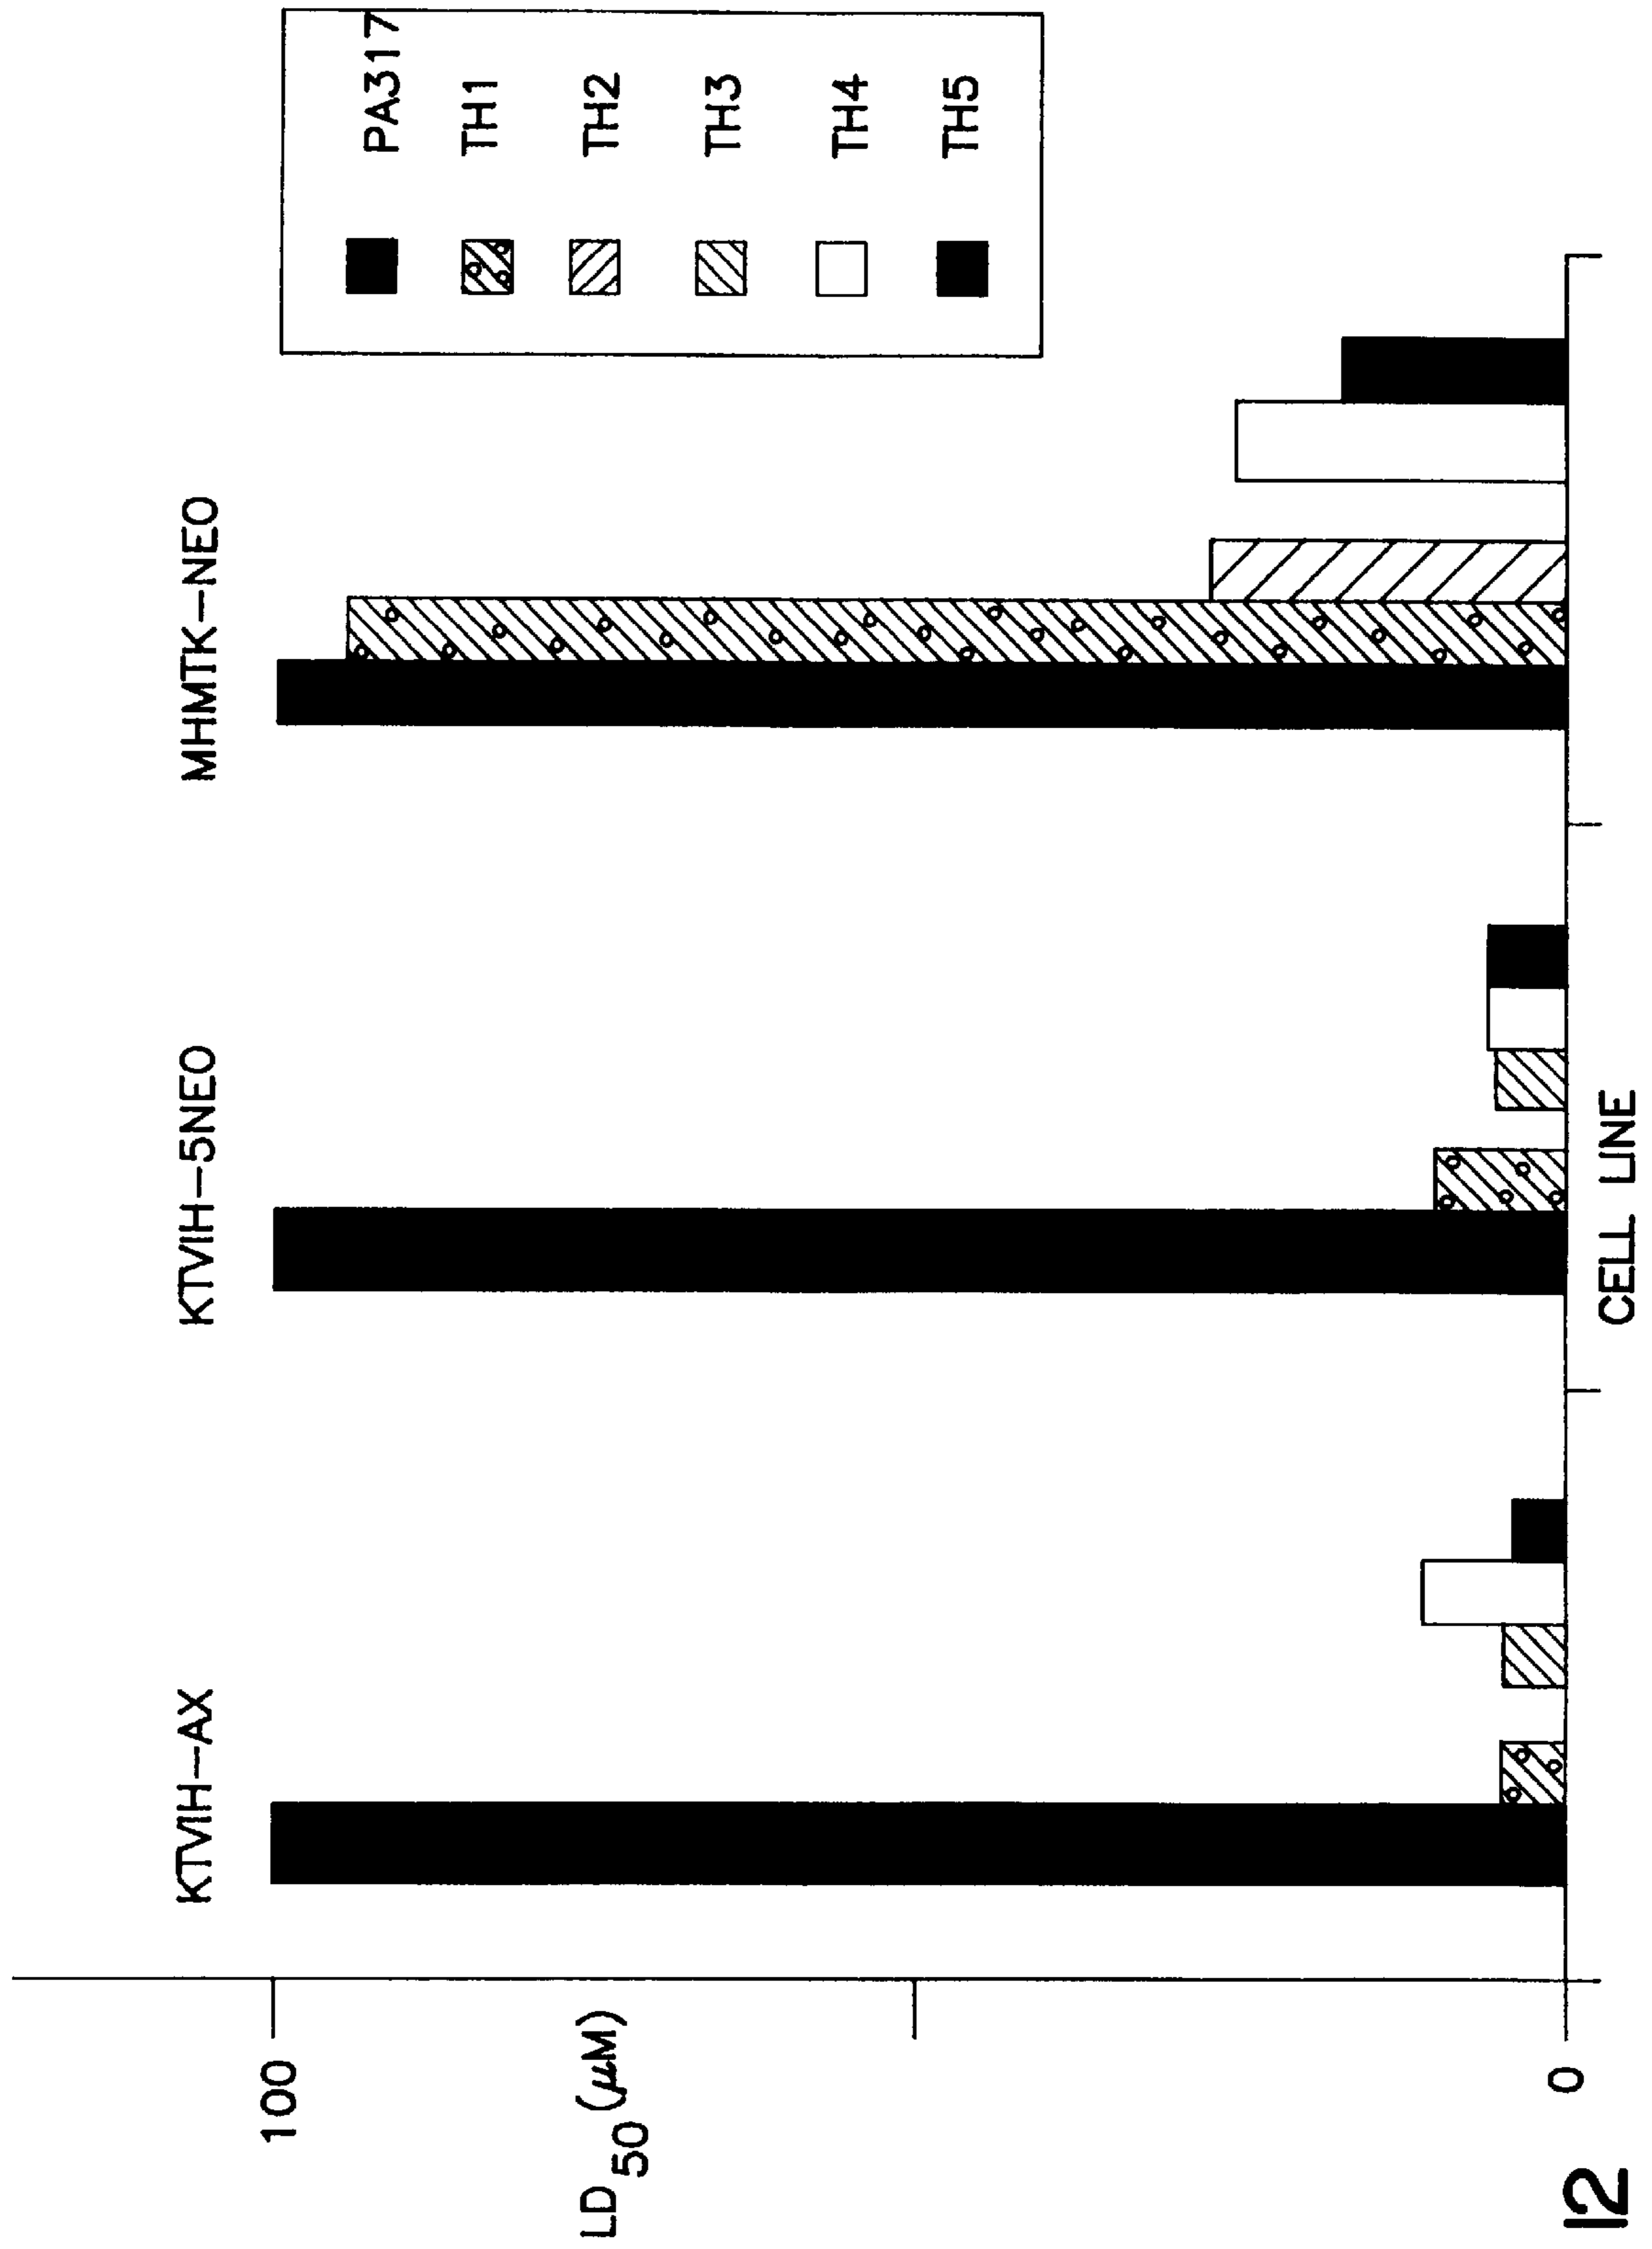 KTVIH–AX
KTVIH–5NEO
MHMTK–NEO
PA317
TH1
TH2
TH3
TH4
TH5
100
LD50 (μM)
0
CELL LINE
12